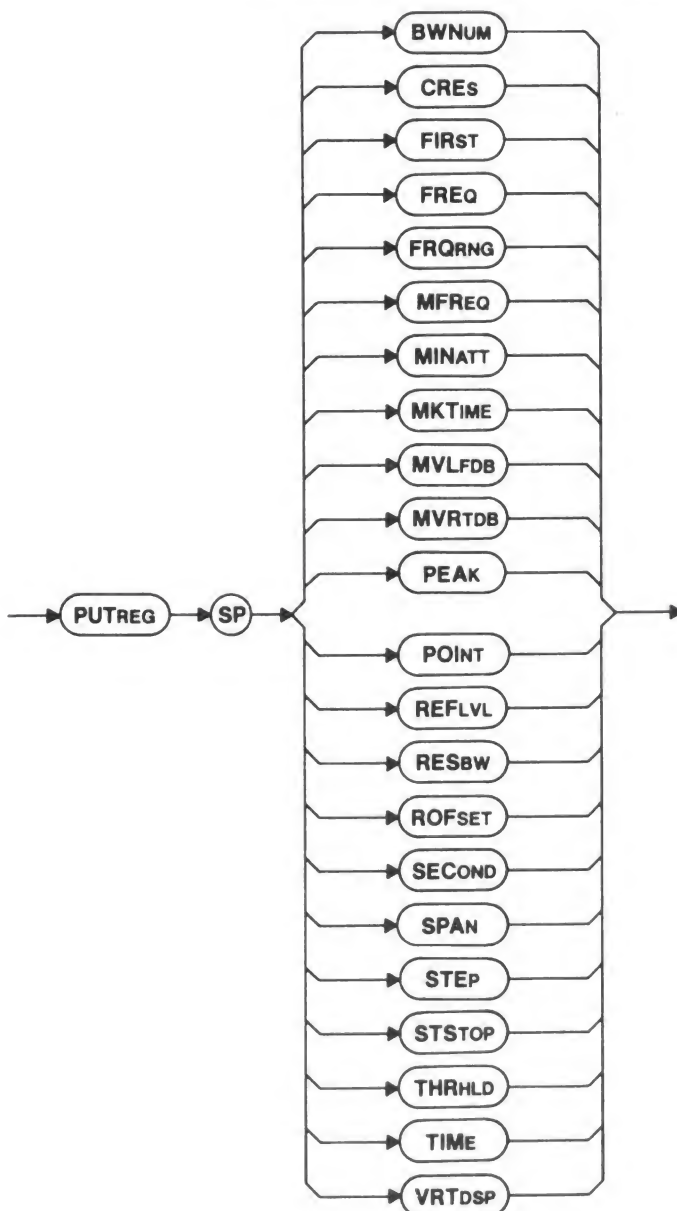 BWNUM
CRES
FIRST
FREQ
FRQRNG
MFREQ
MINATT
MKTIME
MVLFDB
MVRTDB
PEAK
PUTREG SP
POINT
REFLVL
RESBW
ROFSET
SECOND
SPAN
STEP
STSTOP
THRHLD
TIME
VRTDSP